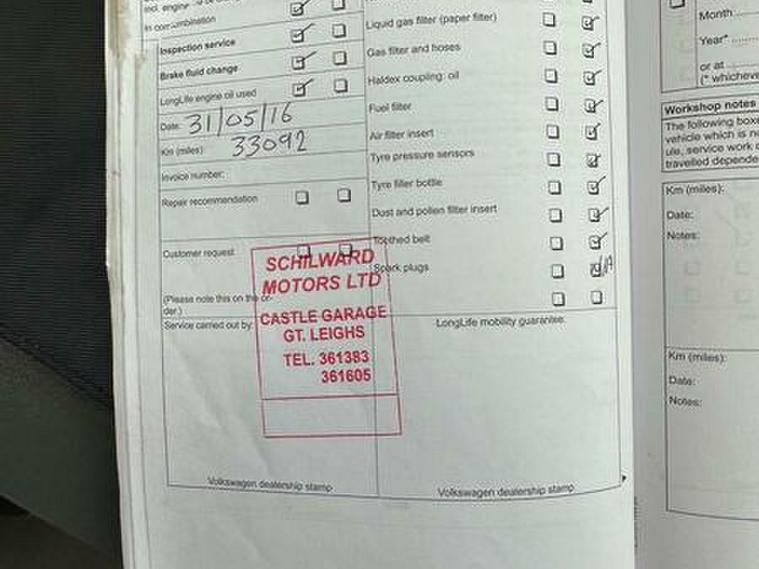 incl. engine
In combination
Inspection service
Brake fluid change
LongLife engine oil used
Date: 31/05/16
Km (miles): 33092
Invoice number:
Repair recommendation
Customer request
(Please note this on the or-
der.)
Service carried out by:
SCHILWARD
MOTORS LTD
CASTLE GARAGE
GT. LEIGHS
TEL. 361383
361605
Volkswagen dealership stamp
Liquid gas filter (paper filter)
Gas filter and hoses
Haldex coupling: oil
Fuel filter
Air filter insert
Tyre pressure sensors
Tyre filler bottle
Dust and pollen filter insert
Toothed belt
Spark plugs N/A
LongLife mobility guarantee:
Volkswagen dealership stamp
Month
Year*
or at
(* whicheve
Workshop notes
The following boxe
vehicle which is no
ule, service work o
travelled depende
Km (miles):
Date:
Notes:
Km (miles):
Date:
Notes: